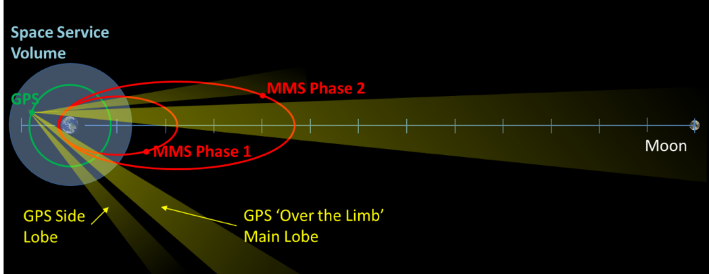 Space Service
Volume
GPS
MMS Phase 2
MMS Phase 1
Moon
GPS Side
Lobe
GPS ‘Over the Limb’
Main Lobe